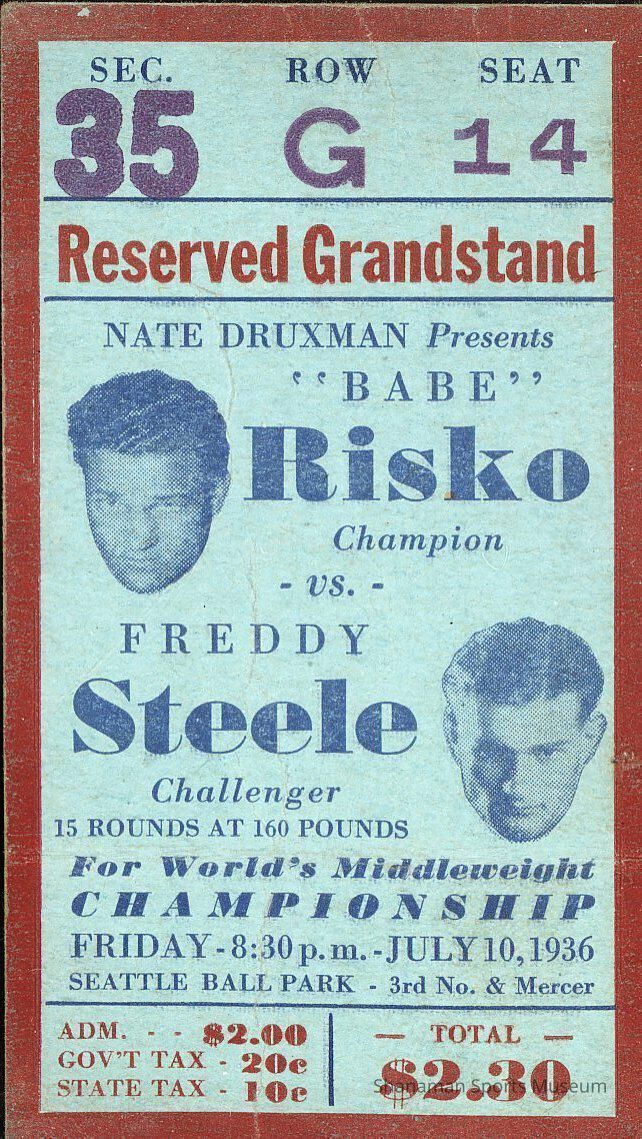 SEC. ROW SEAT
35 G 14
Reserved Grandstand
NATE DRUXMAN Presents
"BABE"
Risko
Champion
- vs. -
FREDDY
Steele
Challenger
15 ROUNDS AT 160 POUNDS
For World's Middleweight
CHAMPIONSHIP
FRIDAY - 8:30 p.m. - JULY 10, 1936
SEATTLE BALL PARK - 3rd No. & Mercer
ADM. - - $2.00
GOV'T TAX - 20c
STATE TAX - 10c
— TOTAL —
$2.30
Shanaman Sports Museum